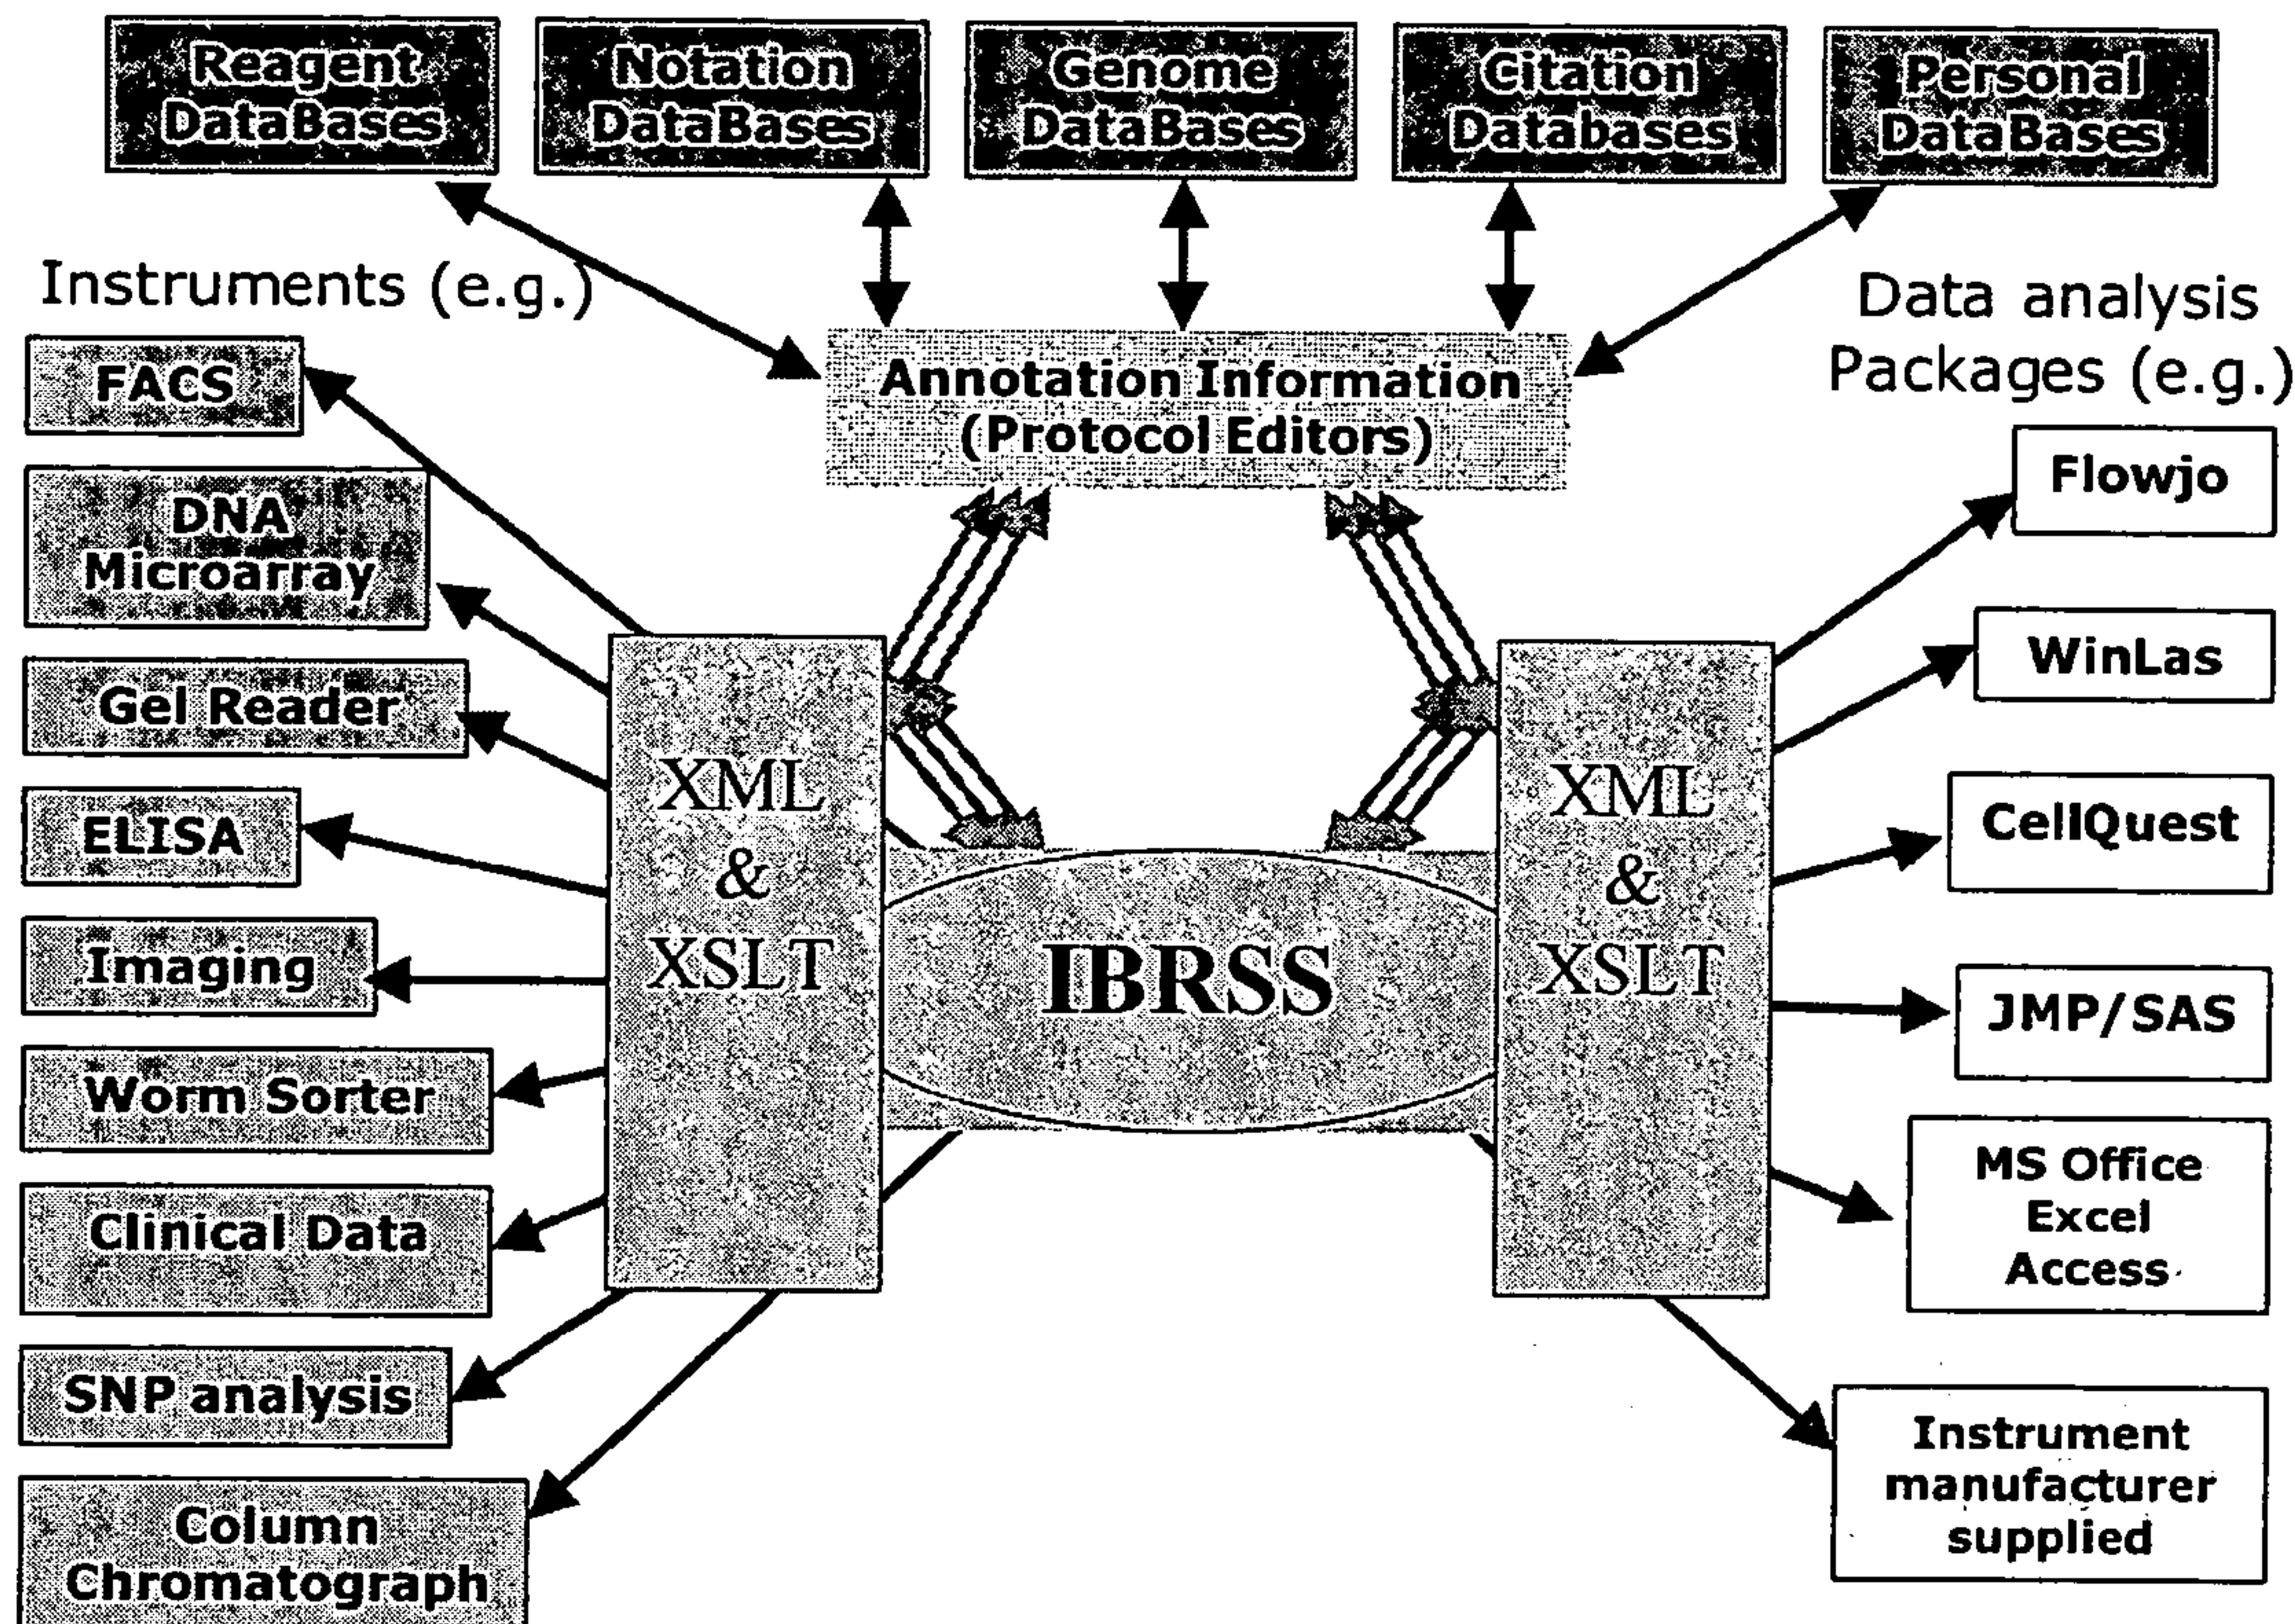 Reagent
DataBases
Notation
DataBases
Genome
DataBases
Citation
Databases
Personal
DataBases
Instruments (e.g.)
Data analysis
Packages (e.g.)
Annotation Information
(Protocol Editors)
FACS
DNA
Microarray
Gel Reader
ELISA
Imaging
Worm Sorter
Clinical Data
SNP analysis
Column
Chromatograph
XML
&
XSLT
IBRSS
XML
&
XSLT
Flowjo
WinLas
CellQuest
JMP/SAS
MS Office
Excel
Access
Instrument
manufacturer
supplied